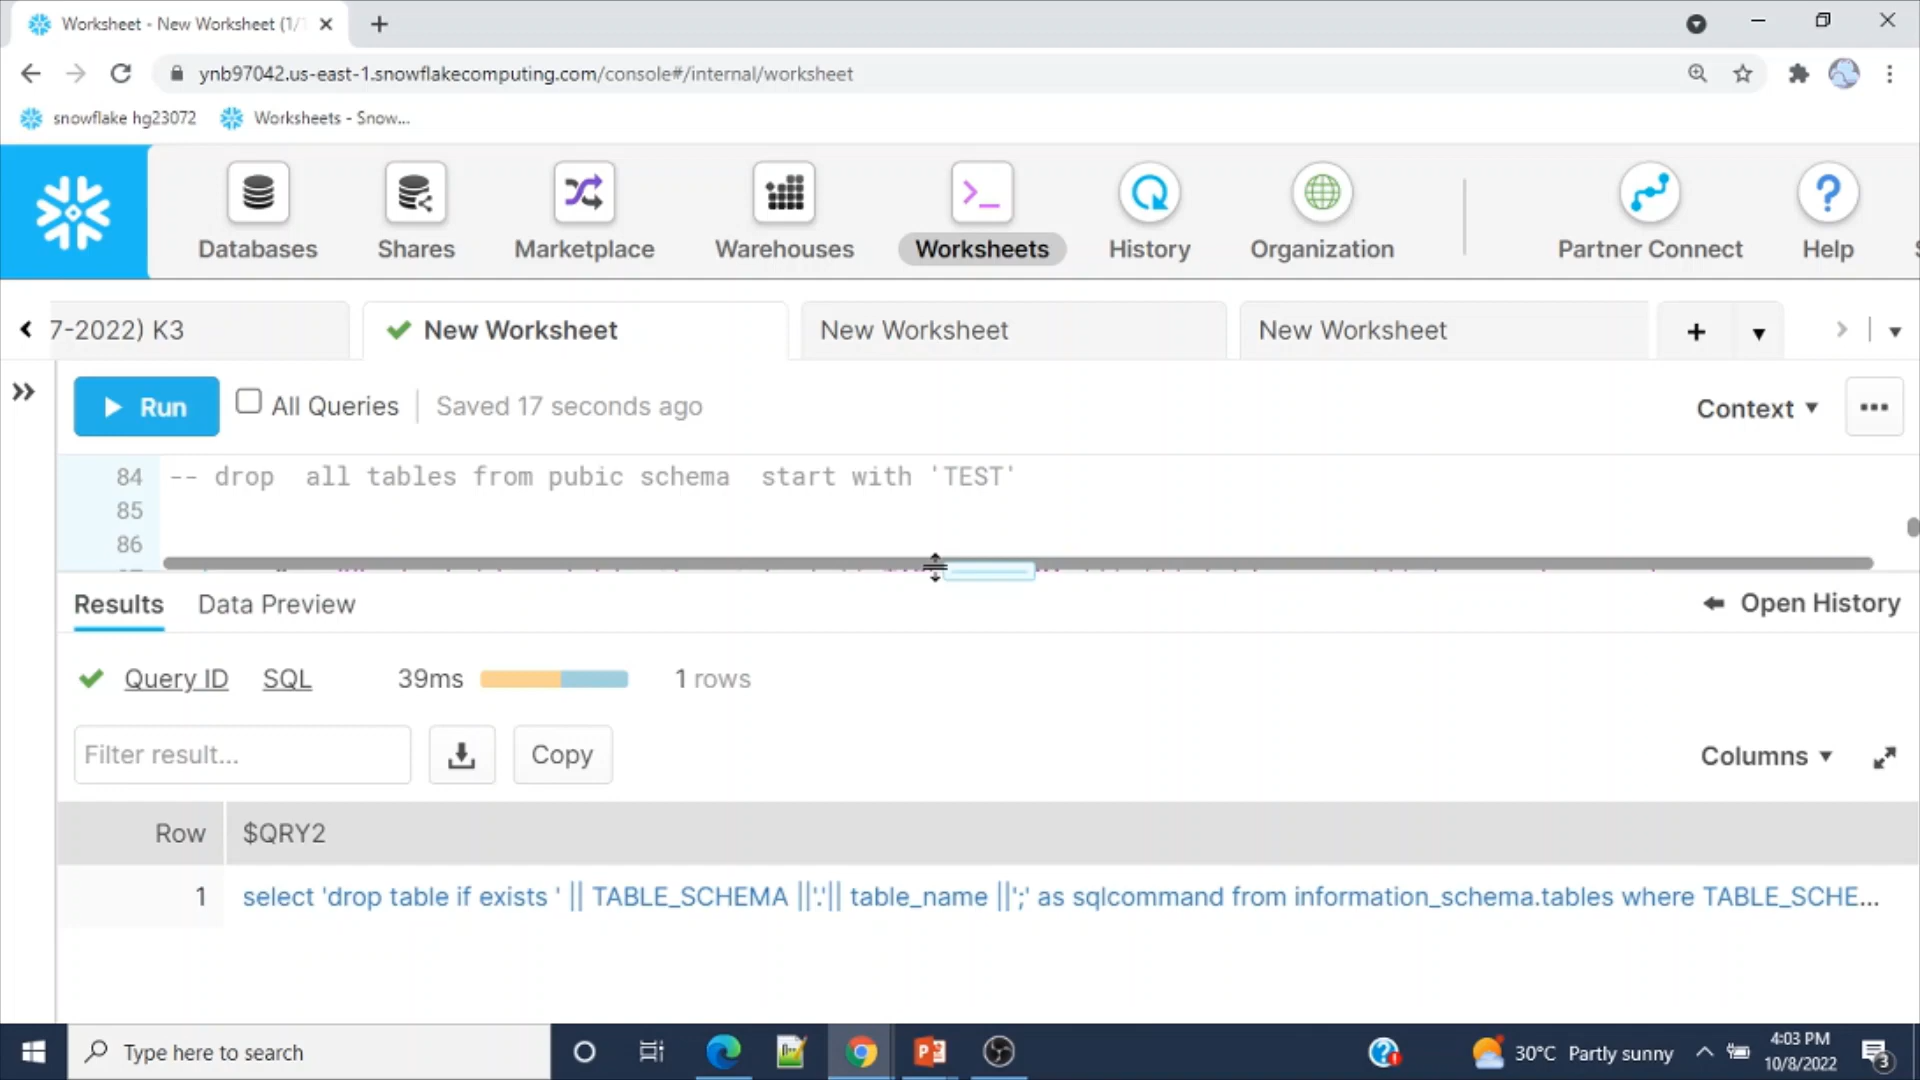 Worksheet - New Worksheet (1/
ynb97042.us-east-1.snowflakecomputing.com/console#/internal/worksheet
snowflake hg23072
Worksheets - Snow...
Databases
Shares
Marketplace
Warehouses
Worksheets
History
Organization
Partner Connect
Help
7-2022) K3
New Worksheet
New Worksheet
New Worksheet
Run
All Queries
Saved 17 seconds ago
Context
84 -- drop  all tables from pubic schema  start with 'TEST'
85
86
Results
Data Preview
Open History
Query ID
SQL
39ms
1 rows
Filter result...
Copy
Columns
Row
$QRY2
1
select 'drop table if exists ' || TABLE_SCHEMA ||'.'|| table_name ||';' as sqlcommand from information_schema.tables where TABLE_SCHE...
Type here to search
30°C Partly sunny
4:03 PM
10/8/2022
3